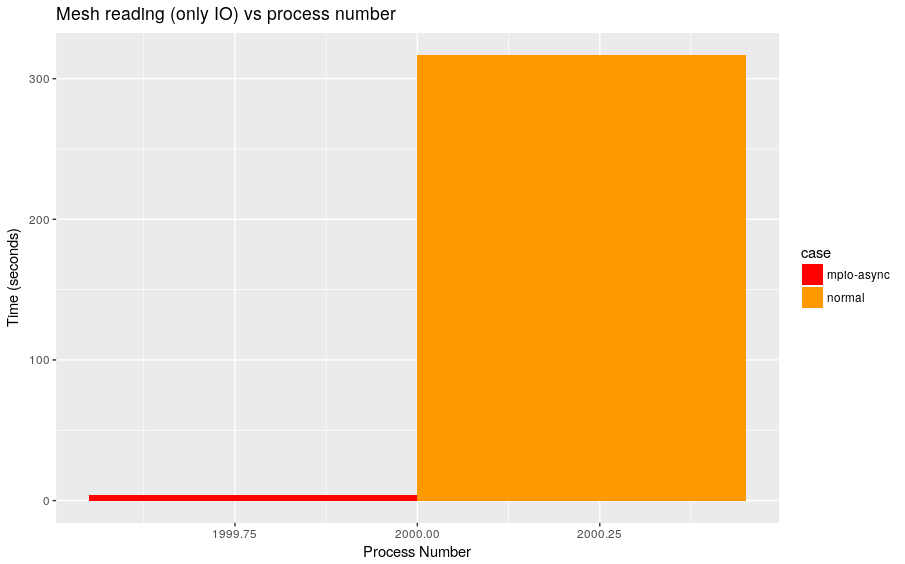 Mesh reading (only IO) vs process number
300
200
100
0
Time (seconds)
1999.75
2000.00
2000.25
Process Number
case
mpIo-async
normal